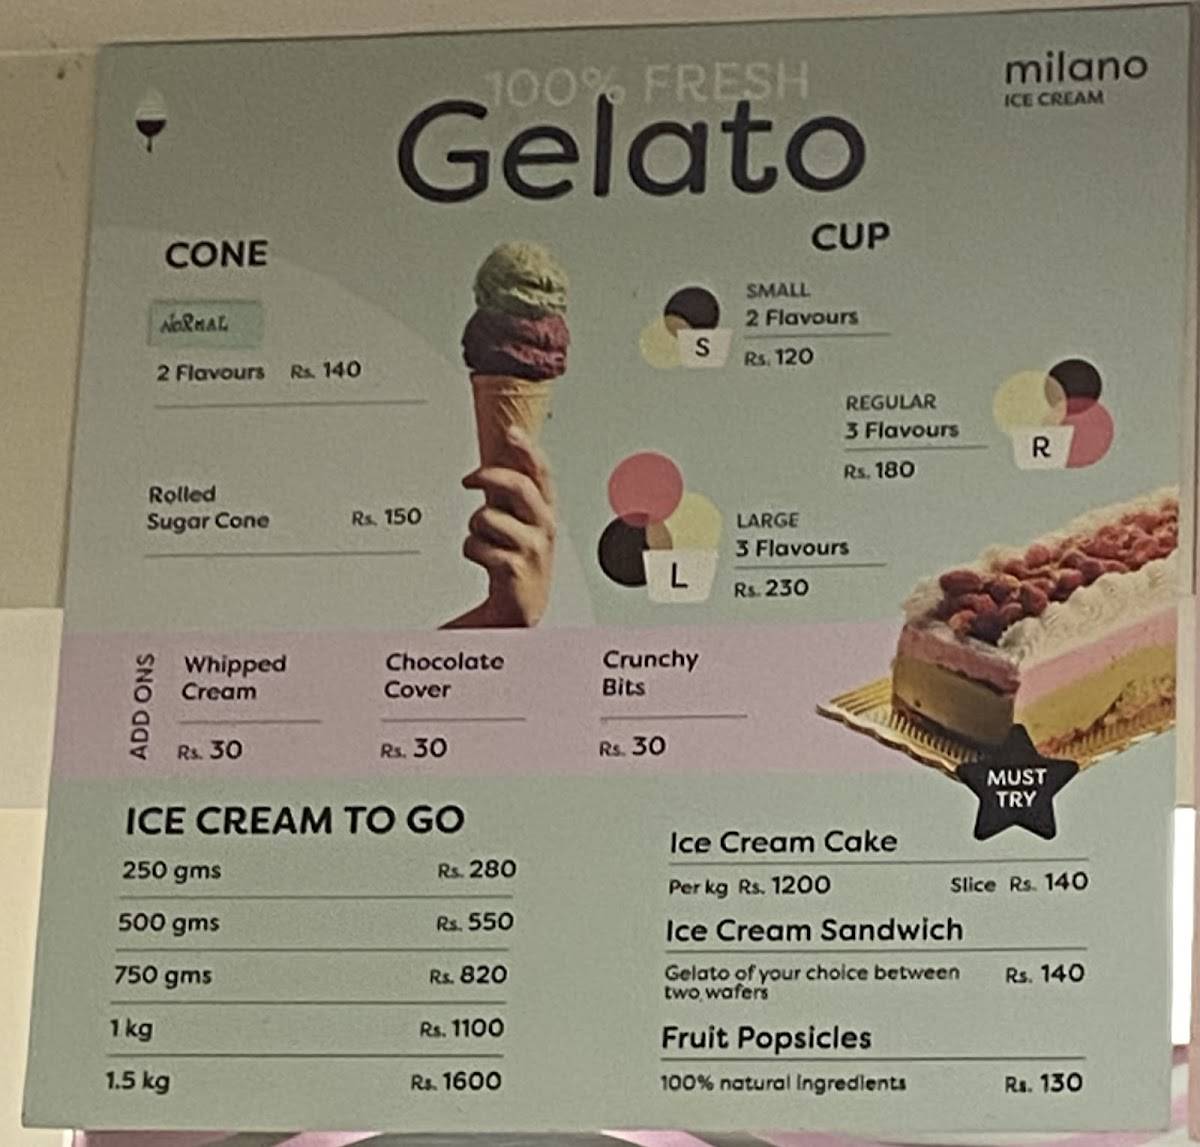 100% FRESH
Gelato
milano
ICE CREAM
CONE
NORMAL
2 Flavours Rs. 140
Rolled
Sugar Cone Rs. 150
CUP
S
SMALL
2 Flavours
Rs. 120
REGULAR
3 Flavours
Rs. 180
R
L
LARGE
3 Flavours
Rs. 230
ADD ONS
Whipped
Cream
Rs. 30
Chocolate
Cover
Rs. 30
Crunchy
Bits
Rs. 30
MUST
TRY
ICE CREAM TO GO
250 gms Rs. 280
500 gms Rs. 550
750 gms Rs. 820
1 kg Rs. 1100
1.5 kg Rs. 1600
Ice Cream Cake
Per kg Rs. 1200 Slice Rs. 140
Ice Cream Sandwich
Gelato of your choice between Rs. 140
two wafers
Fruit Popsicles
100% natural ingredients Rs. 130